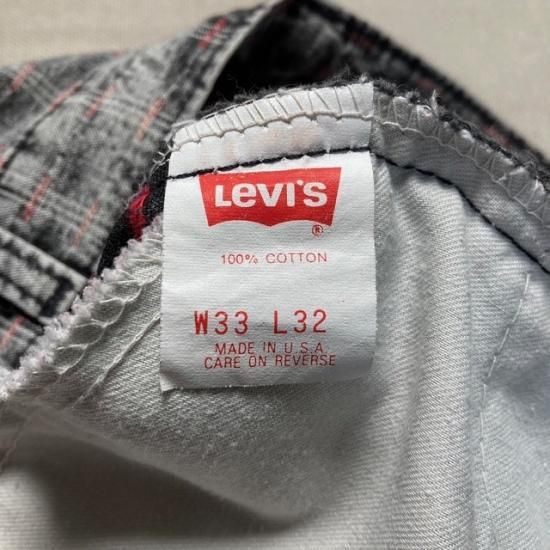 Levi's
®
100% COTTON
W33 L32
MADE IN U.S.A.
CARE ON REVERSE